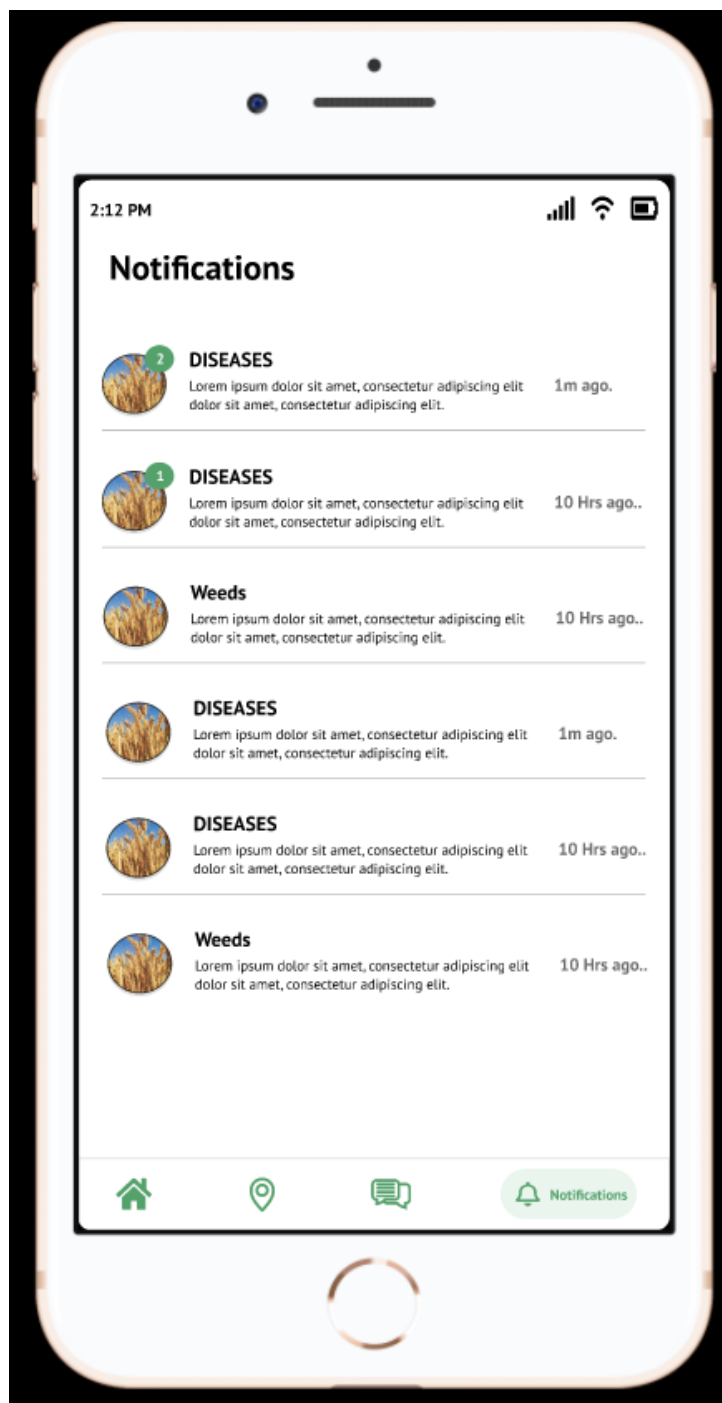 2:12 PM
Notifications
2
DISEASES
Lorem ipsum dolor sit amet, consectetur adipiscing elit
dolor sit amet, consectetur adipiscing elit.
1m ago.
1
DISEASES
Lorem ipsum dolor sit amet, consectetur adipiscing elit
dolor sit amet, consectetur adipiscing elit.
10 Hrs ago..
Weeds
Lorem ipsum dolor sit amet, consectetur adipiscing elit
dolor sit amet, consectetur adipiscing elit.
10 Hrs ago..
DISEASES
Lorem ipsum dolor sit amet, consectetur adipiscing elit
dolor sit amet, consectetur adipiscing elit.
1m ago.
DISEASES
Lorem ipsum dolor sit amet, consectetur adipiscing elit
dolor sit amet, consectetur adipiscing elit.
10 Hrs ago..
Weeds
Lorem ipsum dolor sit amet, consectetur adipiscing elit
dolor sit amet, consectetur adipiscing elit.
10 Hrs ago..
Notifications